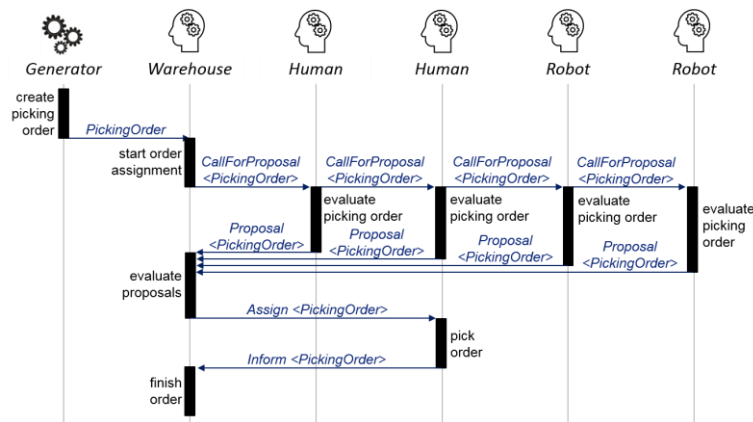 Generator
Warehouse
Human
Human
Robot
Robot
create
picking
order
PickingOrder
start order
assignment
CallForProposal
<PickingOrder>
CallForProposal
<PickingOrder>
CallForProposal
<PickingOrder>
CallForProposal
<PickingOrder>
evaluate
picking order
evaluate
picking order
evaluate
picking order
evaluate
picking
order
Proposal
<PickingOrder>
Proposal
<PickingOrder>
Proposal
<PickingOrder>
Proposal
<PickingOrder>
evaluate
proposals
Assign <PickingOrder>
pick
order
Inform <PickingOrder>
finish
order